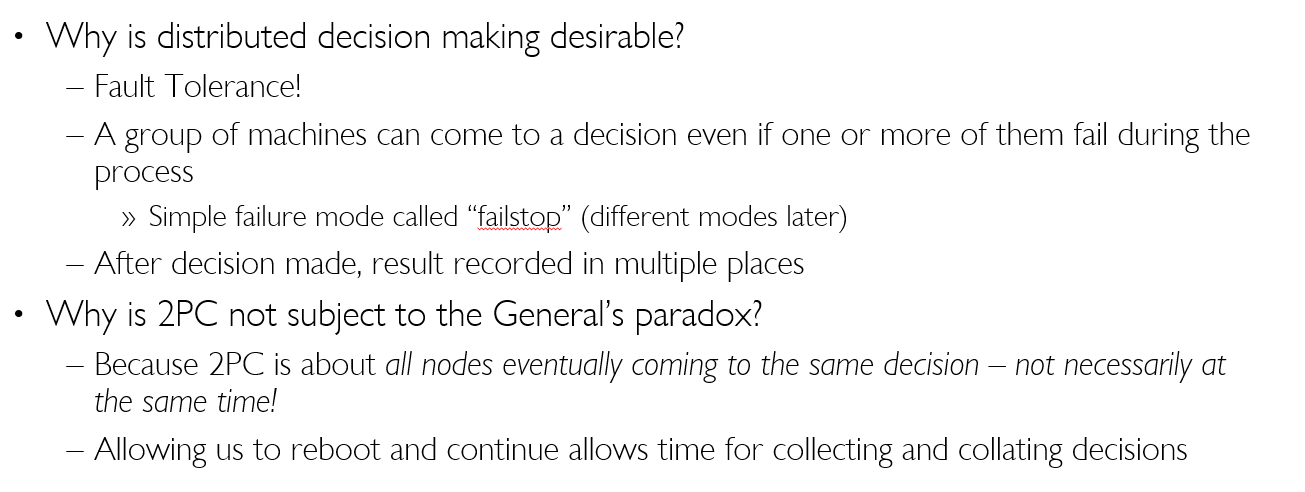 • Why is distributed decision making desirable?
– Fault Tolerance!
– A group of machines can come to a decision even if one or more of them fail during the
process
» Simple failure mode called “failstop” (different modes later)
– After decision made, result recorded in multiple places
• Why is 2PC not subject to the General’s paradox?
– Because 2PC is about all nodes eventually coming to the same decision – not necessarily at
the same time!
– Allowing us to reboot and continue allows time for collecting and collating decisions